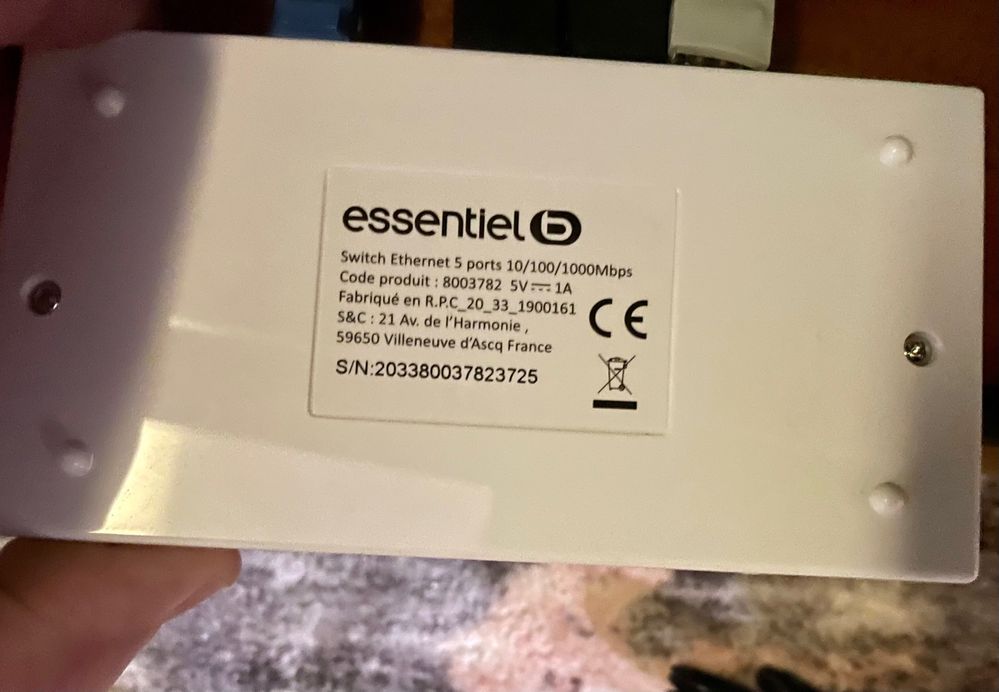 essentiel b
Switch Ethernet 5 ports 10/100/1000Mbps
Code produit : 8003782 5V⎓1A
Fabriqué en R.P.C_20_33_1900161
S&C : 21 Av. de l'Harmonie ,
59650 Villeneuve d'Ascq France
S/N:203380037823725
CE